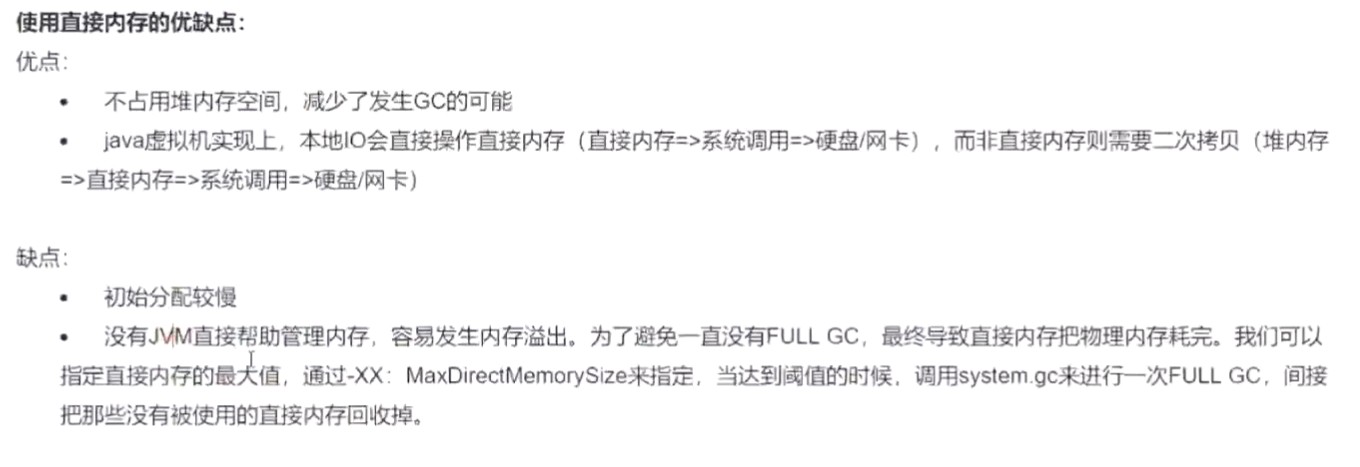 使用直接内存的优缺点：
优点：
• 不占用堆内存空间，减少了发生GC的可能
• java虚拟机实现上，本地IO会直接操作直接内存（直接内存=>系统调用=>硬盘/网卡），而非直接内存则需要二次拷贝（堆内存
=>直接内存=>系统调用=>硬盘/网卡）
缺点：
• 初始分配较慢
• 没有JVM直接帮助管理内存，容易发生内存溢出。为了避免一直没有FULL GC，最终导致直接内存把物理内存耗完。我们可以
指定直接内存的最大值，通过-XX：MaxDirectMemorySize来指定，当达到阈值的时候，调用system.gc来进行一次FULL GC，间接
把那些没有被使用的直接内存回收掉。